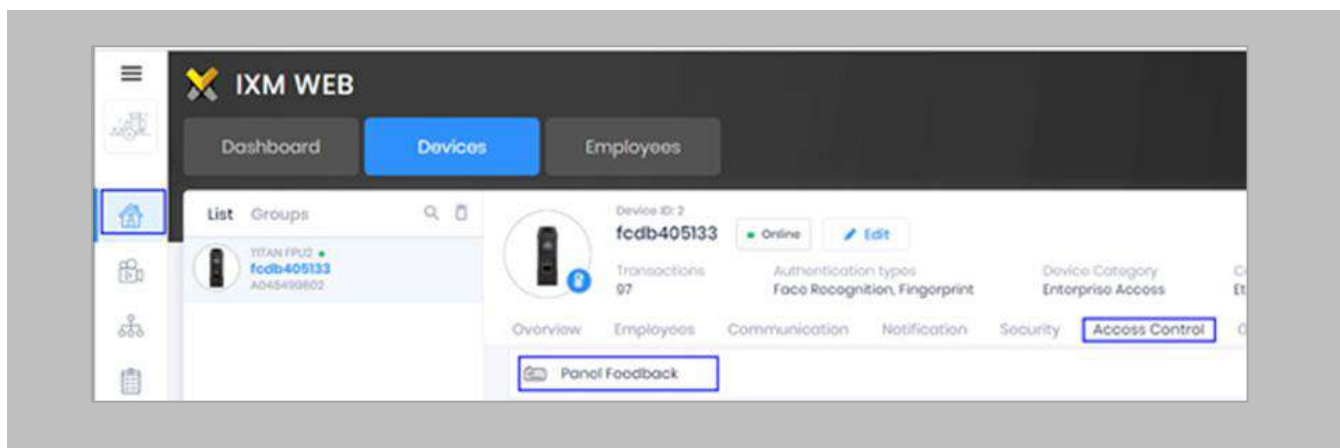 IXM WEB
Dashboard Devices Employees
List Groups
TITAN FPU2
fcdb405133
A045499602
Device ID: 2
fcdb405133 Online Edit
Transactions Authentication types Device Category
97 Face Recognition, Fingerprint Enterprise Access
Overview Employees Communication Notification Security Access Control
Panel Feedback